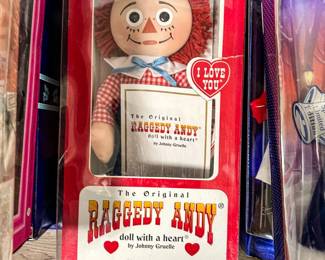 I LOVE
YOU
The Original
RAGGEDY ANDY®
doll with a heart
by Johnny Gruelle
The Original
RAGGEDY ANDY®
doll with a heart®
by Johnny Gruelle